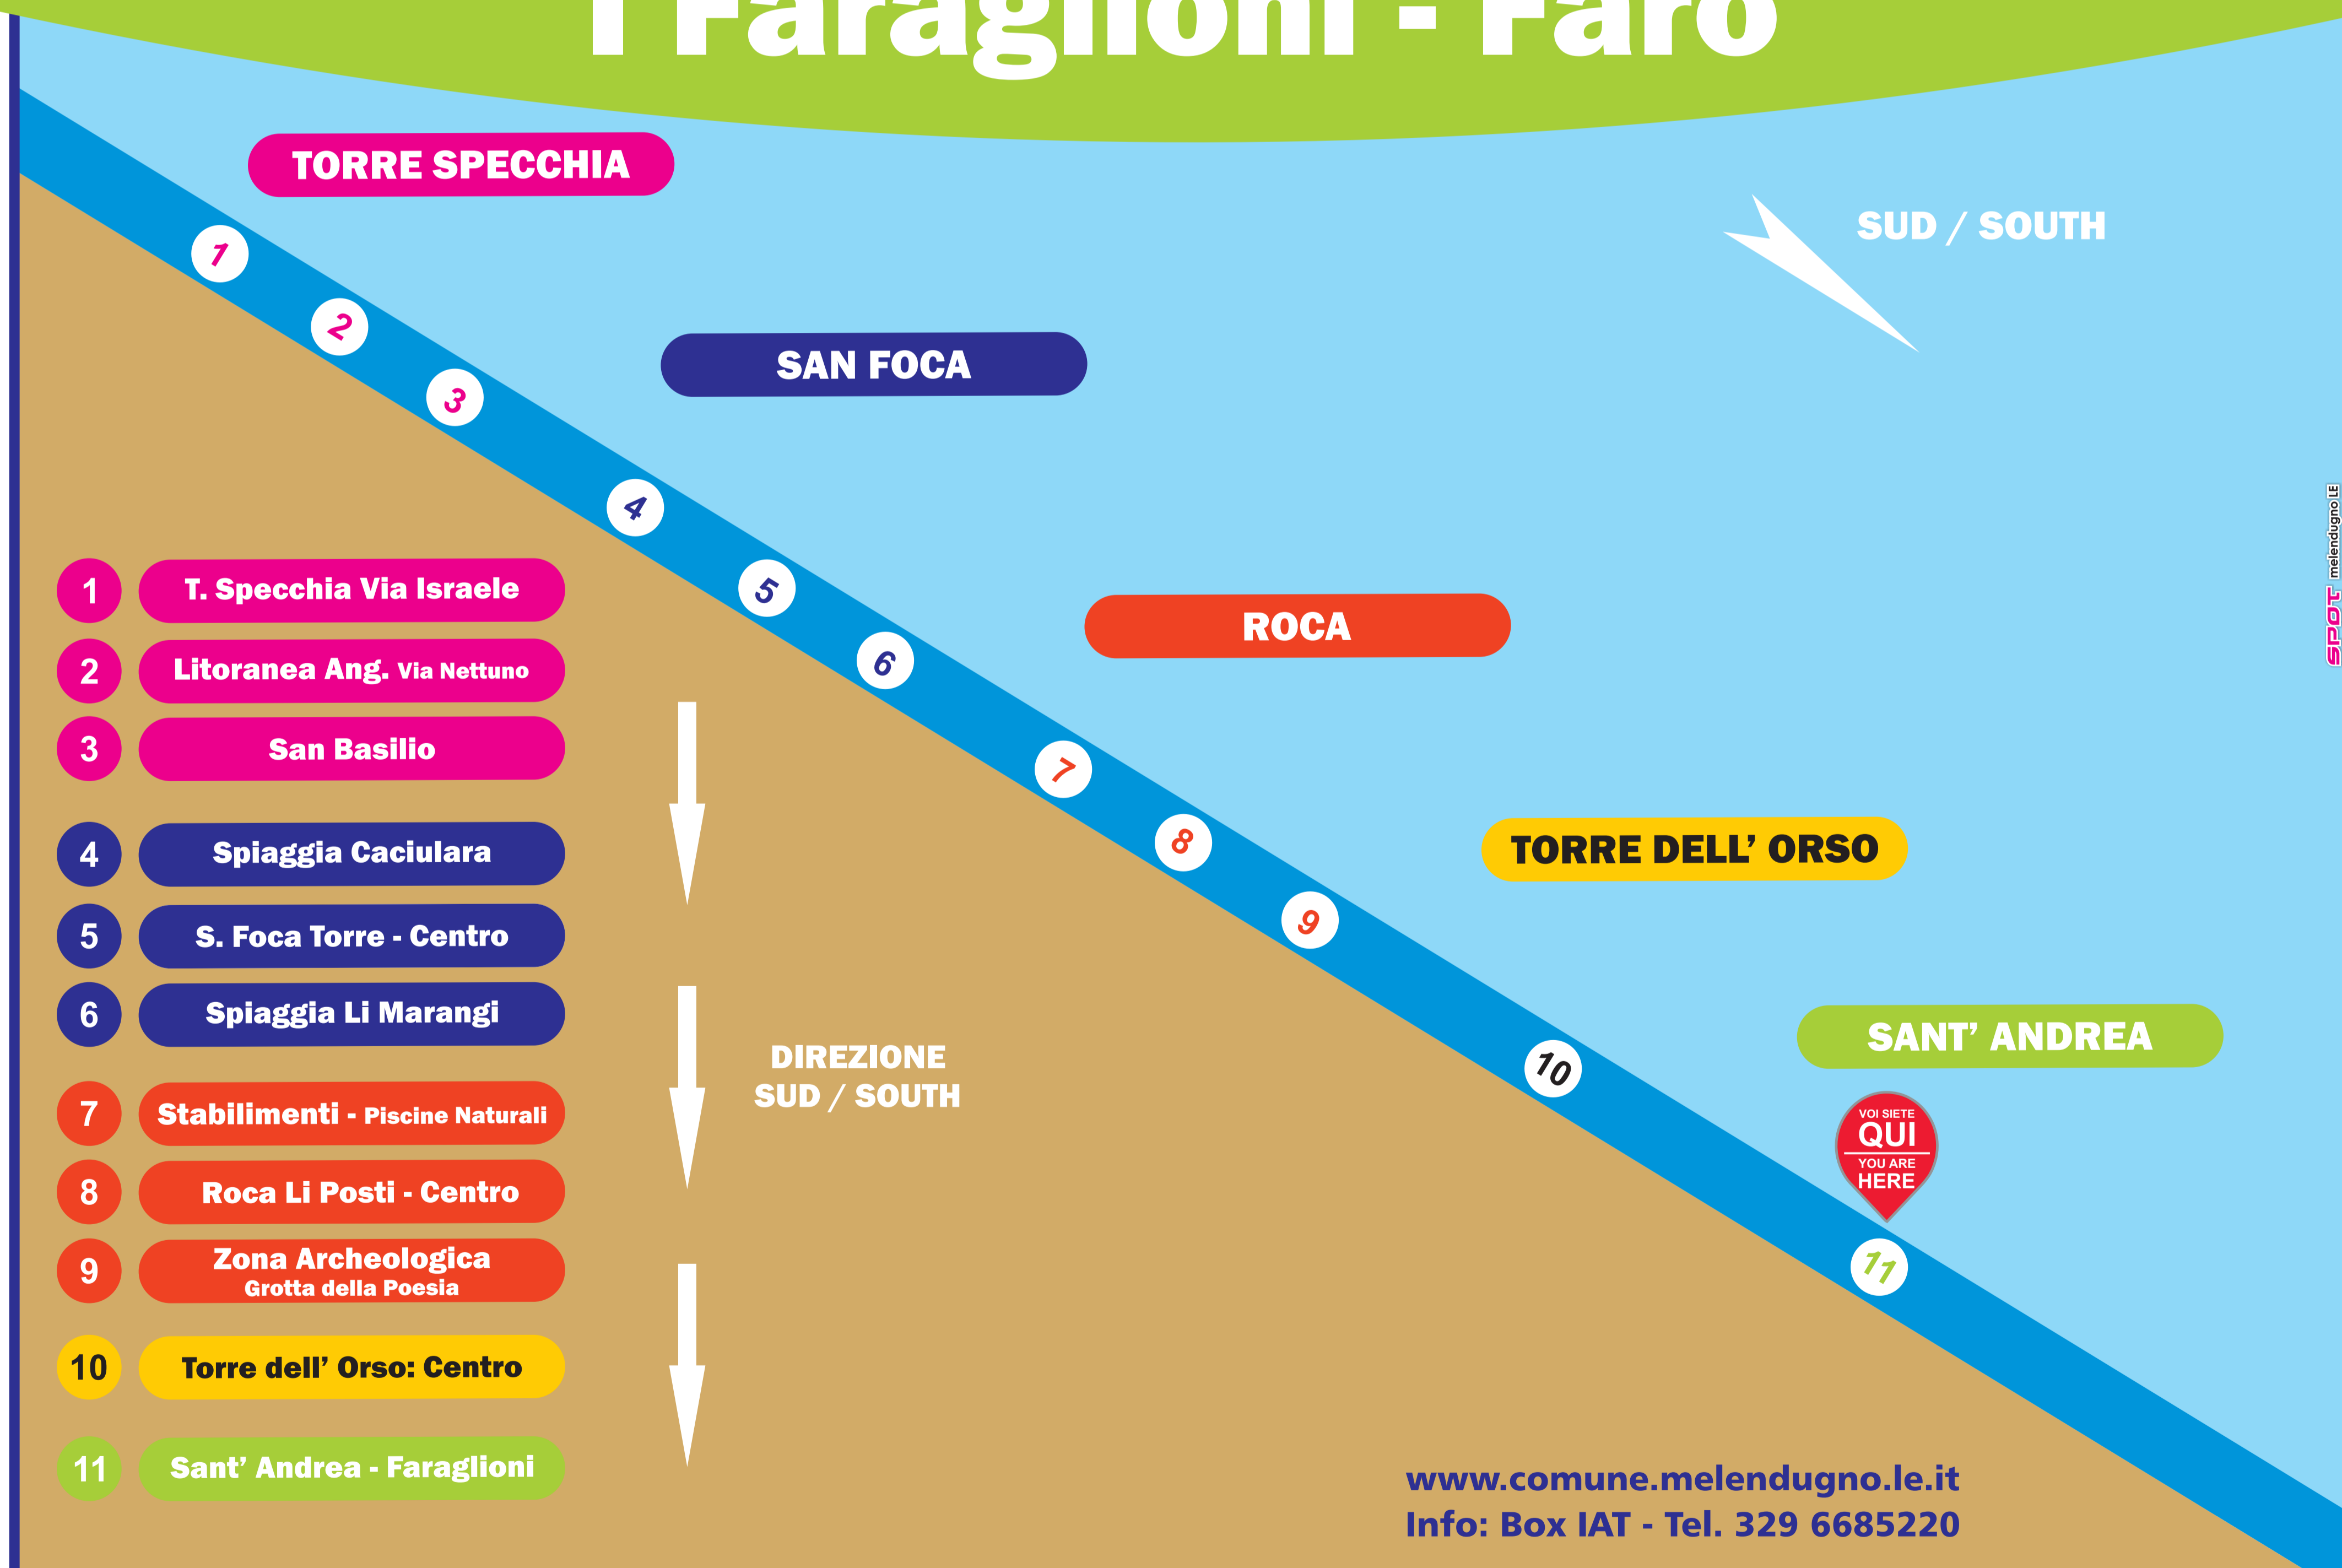 I Faraglioni - Faro
TORRE SPECCHIA
SUD / SOUTH
1
2
3
SAN FOCA
4
5
6
ROCA
7
8
9
TORRE DELL’ ORSO
10
SANT’ ANDREA
VOI SIETE
QUI
YOU ARE
HERE
11
1 T. Specchia Via Israele
2 Litoranea Ang. Via Nettuno
3 San Basilio
4 Spiaggia Caciulara
5 S. Foca Torre - Centro
6 Spiaggia Li Marangi
7 Stabilimenti - Piscine Naturali
8 Roca Li Posti - Centro
9 Zona Archeologica
Grotta della Poesia
10 Torre dell’ Orso: Centro
11 Sant’ Andrea - Faraglioni
DIREZIONE
SUD / SOUTH
www.comune.melendugno.le.it
Info: Box IAT - Tel. 329 6685220
SPOT melendugno LE